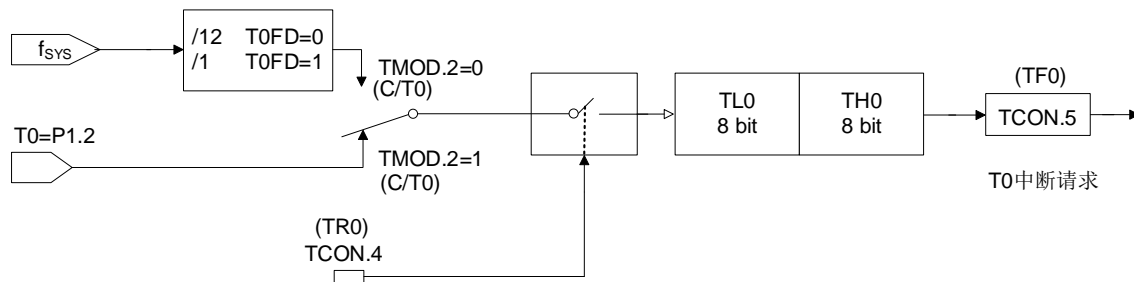 fSYS
/12 T0FD=0
/1 T0FD=1
TMOD.2=0
(C/T0)
T0=P1.2
TMOD.2=1
(C/T0)
(TR0)
TCON.4
TL0
8 bit
TH0
8 bit
(TF0)
TCON.5
T0中断请求